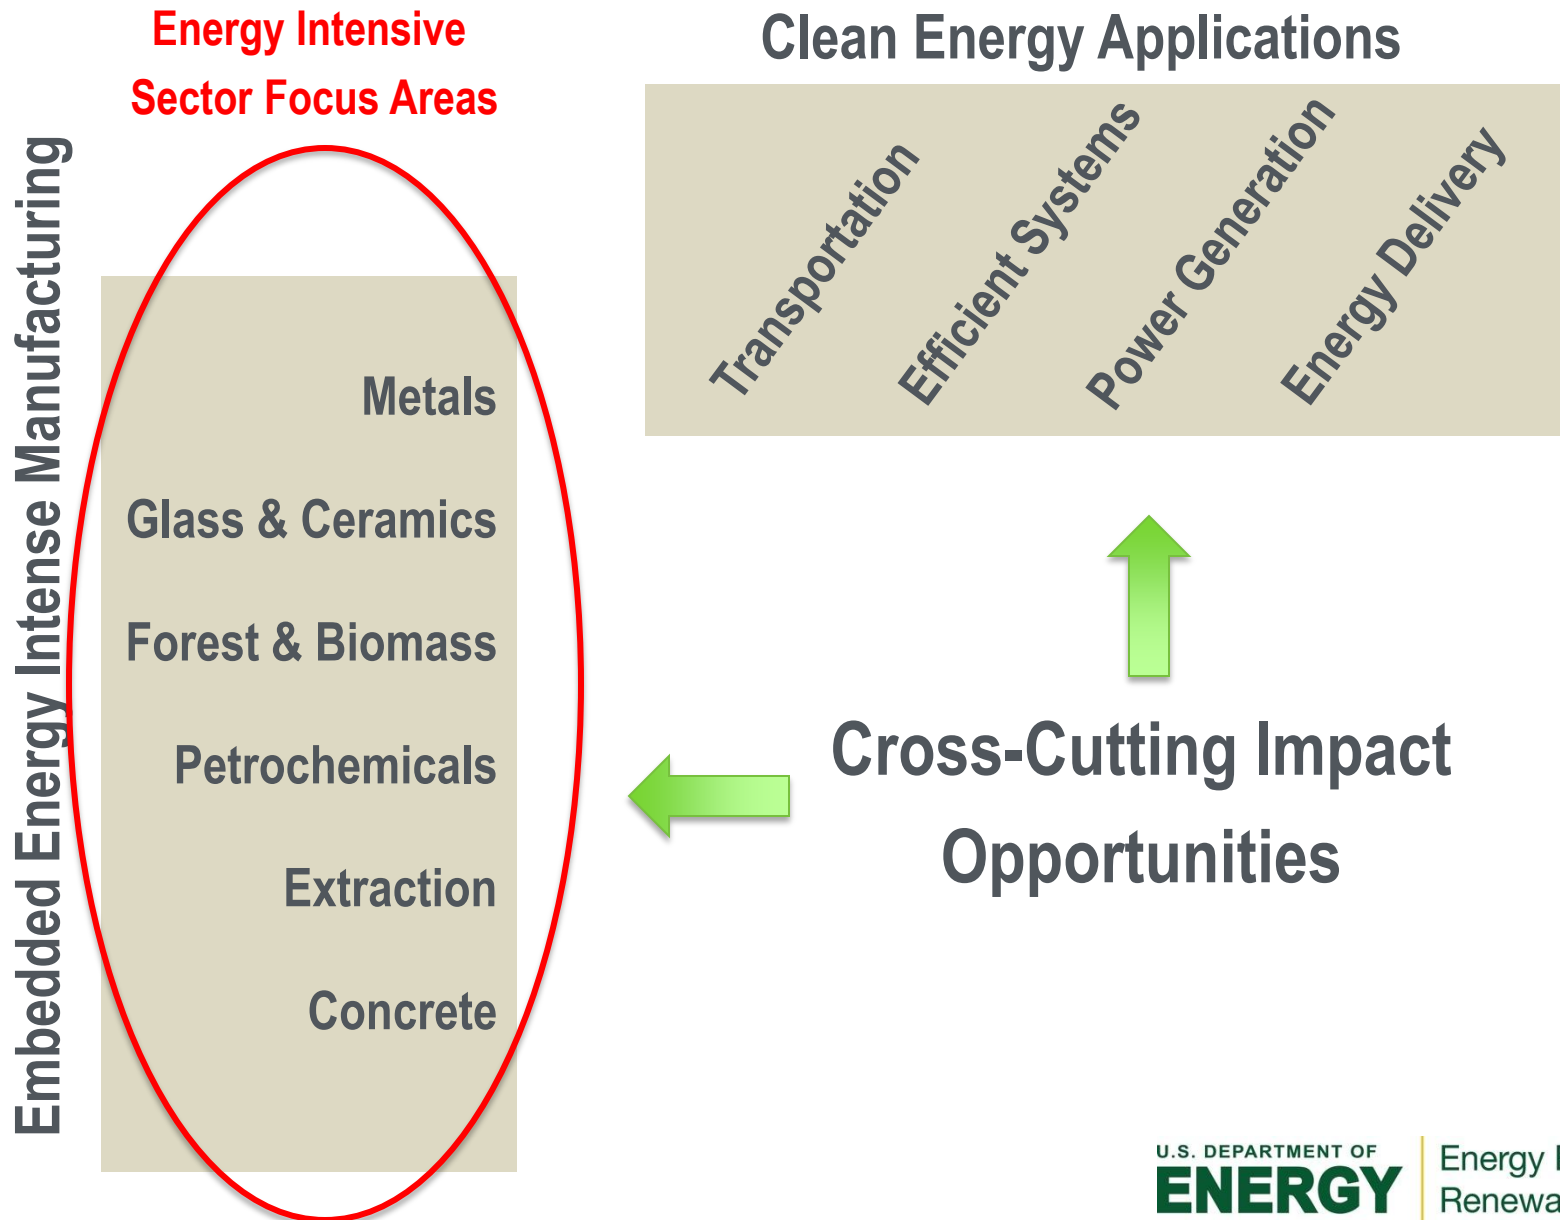 Energy Intensive
Sector Focus Areas
Clean Energy Applications
Transportation
Efficient Systems
Power Generation
Energy Delivery
Embedded Energy Intense Manufacturing
Metals
Glass & Ceramics
Forest & Biomass
Petrochemicals
Extraction
Concrete
Cross-Cutting Impact
Opportunities
U.S. DEPARTMENT OF
ENERGY
Energy